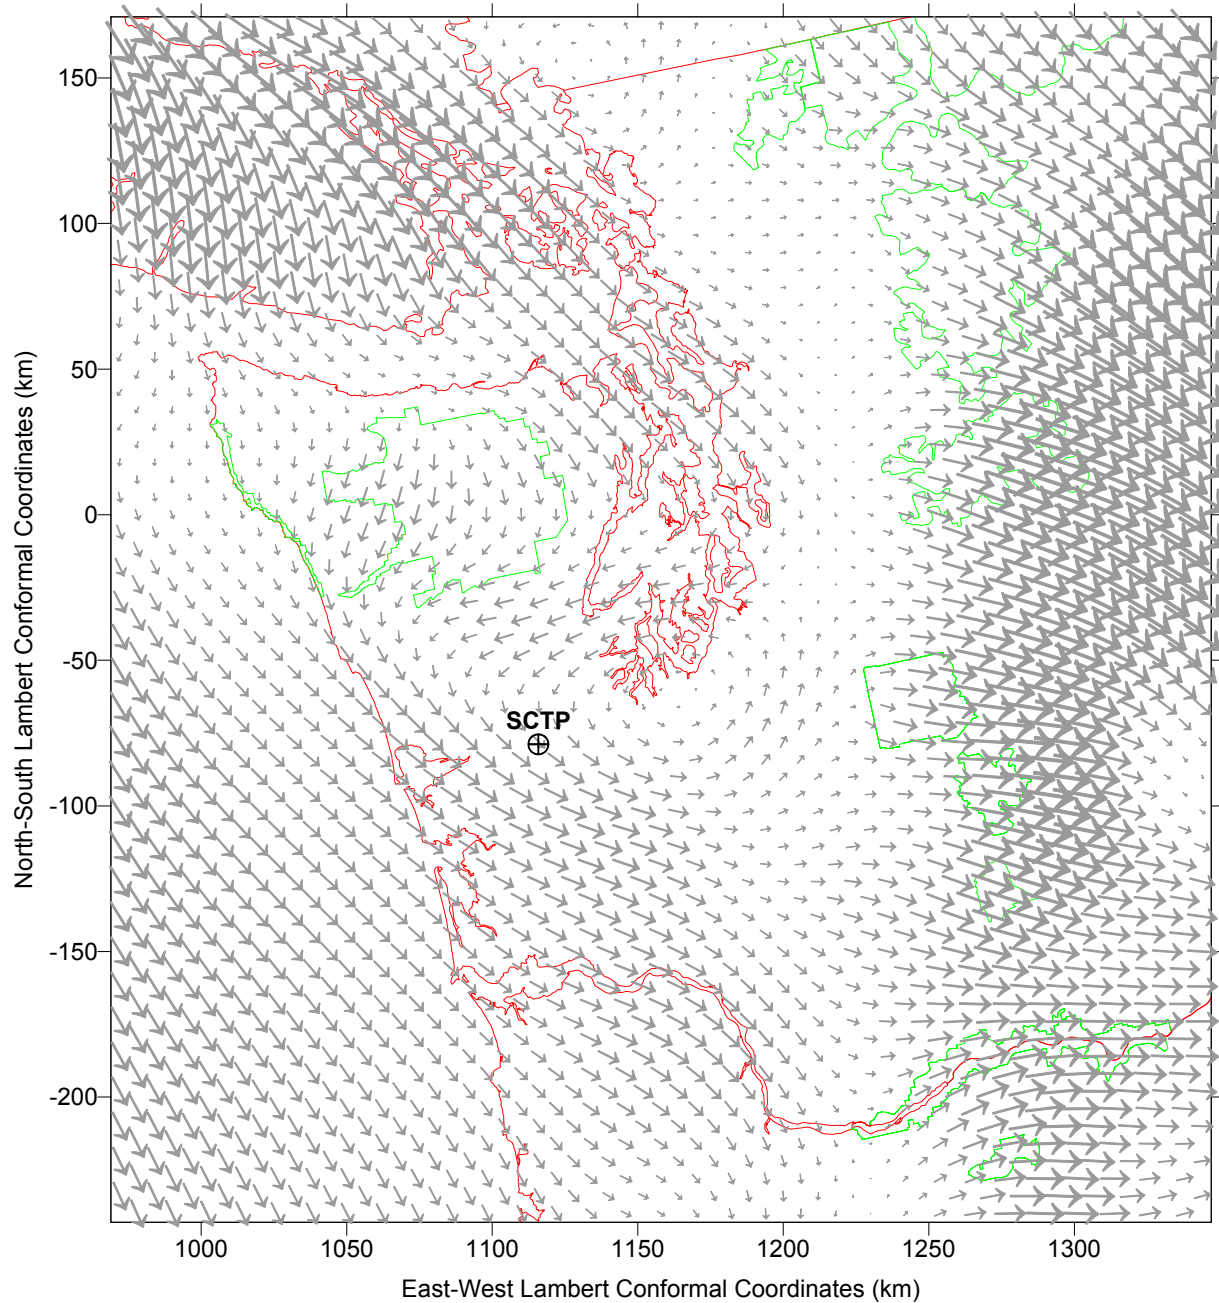 150
100
50
0
-50
-100
-150
-200
North-South Lambert Conformal Coordinates (km)
SCTP
1000 1050 1100 1150 1200 1250 1300
East-West Lambert Conformal Coordinates (km)